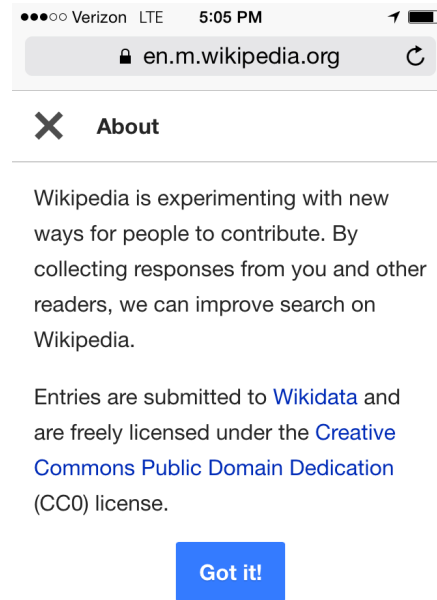 Verizon LTE 5:05 PM
en.m.wikipedia.org
About
Wikipedia is experimenting with new
ways for people to contribute. By
collecting responses from you and other
readers, we can improve search on
Wikipedia.
Entries are submitted to Wikidata and
are freely licensed under the Creative
Commons Public Domain Dedication
(CC0) license.
Got it!